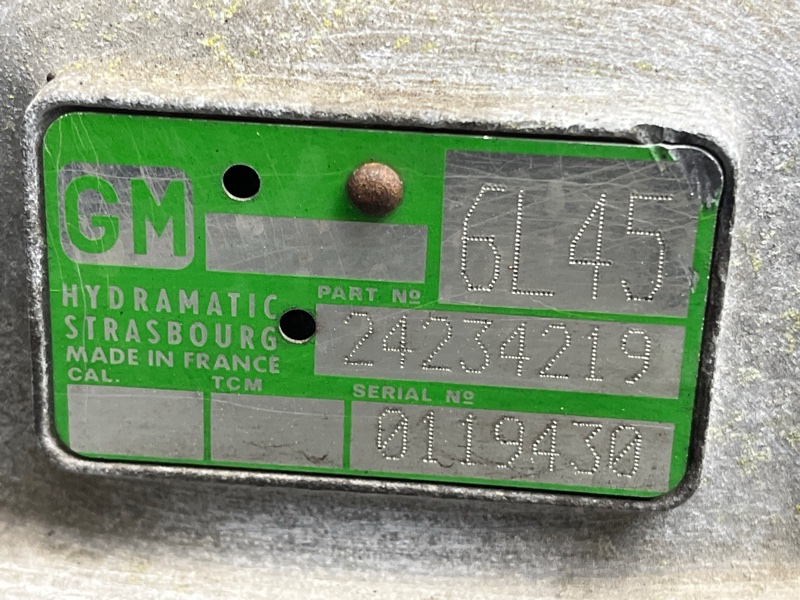 GM
6L45
HYDRAMATIC
STRASBOURG
MADE IN FRANCE
PART Nº
24234219
CAL.
TCM
SERIAL Nº
0119430